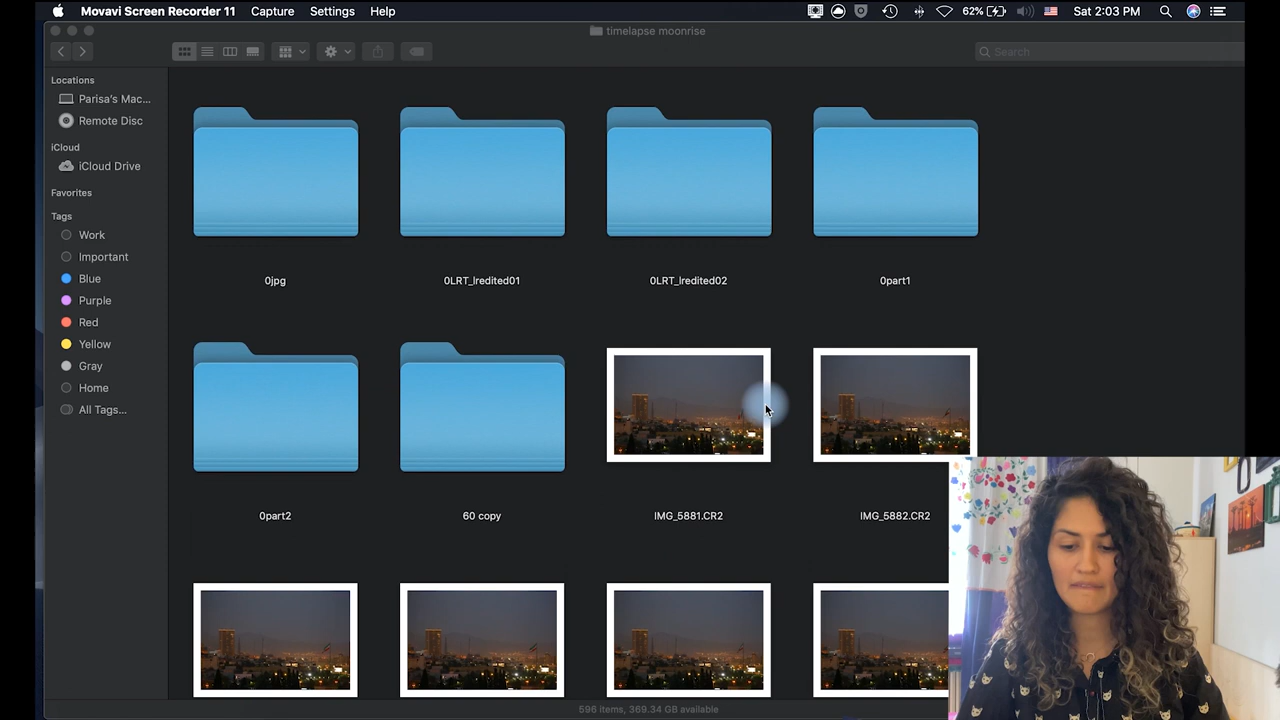 Movavi Screen Recorder 11 Capture Settings Help 62% Sat 2:03 PM
timelapse moonrise
Search
Locations
Parisa's Mac...
Remote Disc
iCloud
iCloud Drive
Favorites
Tags
Work
Important
Blue
Purple
Red
Yellow
Gray
Home
All Tags...
0jpg 0LRT_lredited01 0LRT_lredited02 0part1
0part2 60 copy IMG_5881.CR2 IMG_5882.CR2
596 items, 369.34 GB available